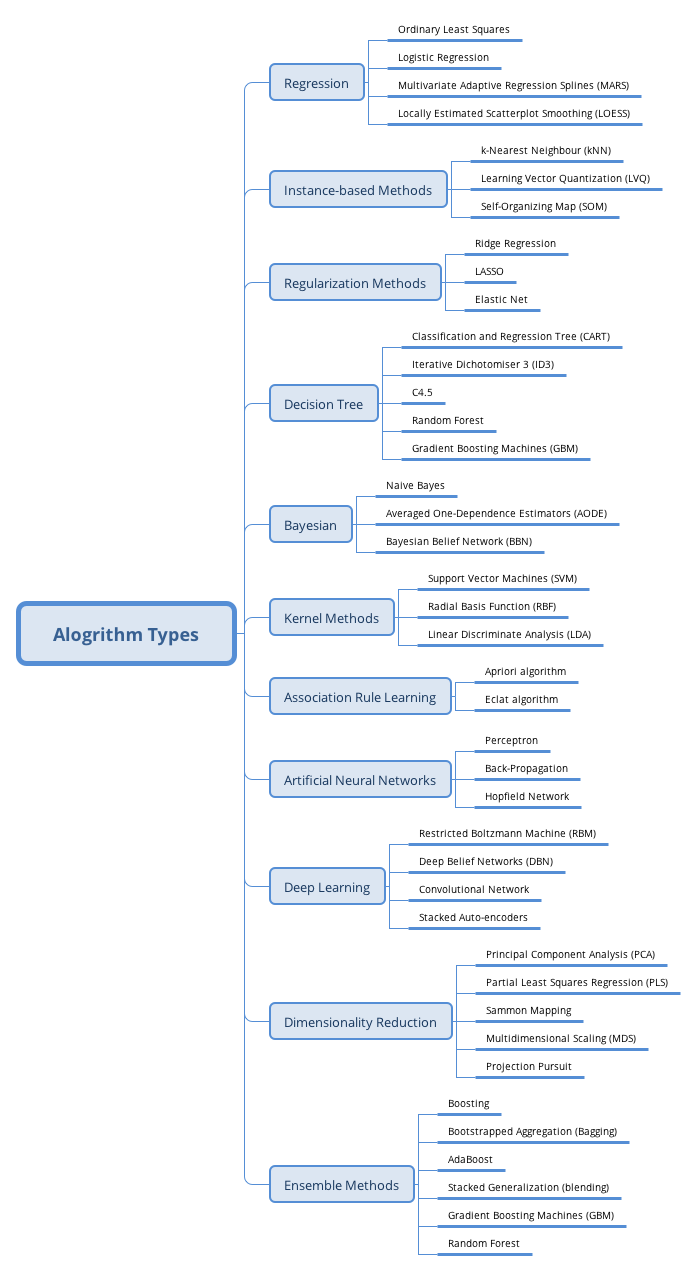 Ordinary Least Squares
Logistic Regression
Regression
Multivariate Adaptive Regression Splines (MARS)
Locally Estimated Scatterplot Smoothing (LOESS)
k-Nearest Neighbour (kNN)
Instance-based Methods
Learning Vector Quantization (LVQ)
Self-Organizing Map (SOM)
Ridge Regression
Regularization Methods
LASSO
Elastic Net
Classification and Regression Tree (CART)
Iterative Dichotomiser 3 (ID3)
Decision Tree
C4.5
Random Forest
Gradient Boosting Machines (GBM)
Naive Bayes
Bayesian
Averaged One-Dependence Estimators (AODE)
Bayesian Belief Network (BBN)
Support Vector Machines (SVM)
Alogrithm Types
Kernel Methods
Radial Basis Function (RBF)
Linear Discriminate Analysis (LDA)
Association Rule Learning
Apriori algorithm
Eclat algorithm
Perceptron
Artificial Neural Networks
Back-Propagation
Hopfield Network
Restricted Boltzmann Machine (RBM)
Deep Belief Networks (DBN)
Deep Learning
Convolutional Network
Stacked Auto-encoders
Principal Component Analysis (PCA)
Partial Least Squares Regression (PLS)
Dimensionality Reduction
Sammon Mapping
Multidimensional Scaling (MDS)
Projection Pursuit
Boosting
Bootstrapped Aggregation (Bagging)
AdaBoost
Ensemble Methods
Stacked Generalization (blending)
Gradient Boosting Machines (GBM)
Random Forest